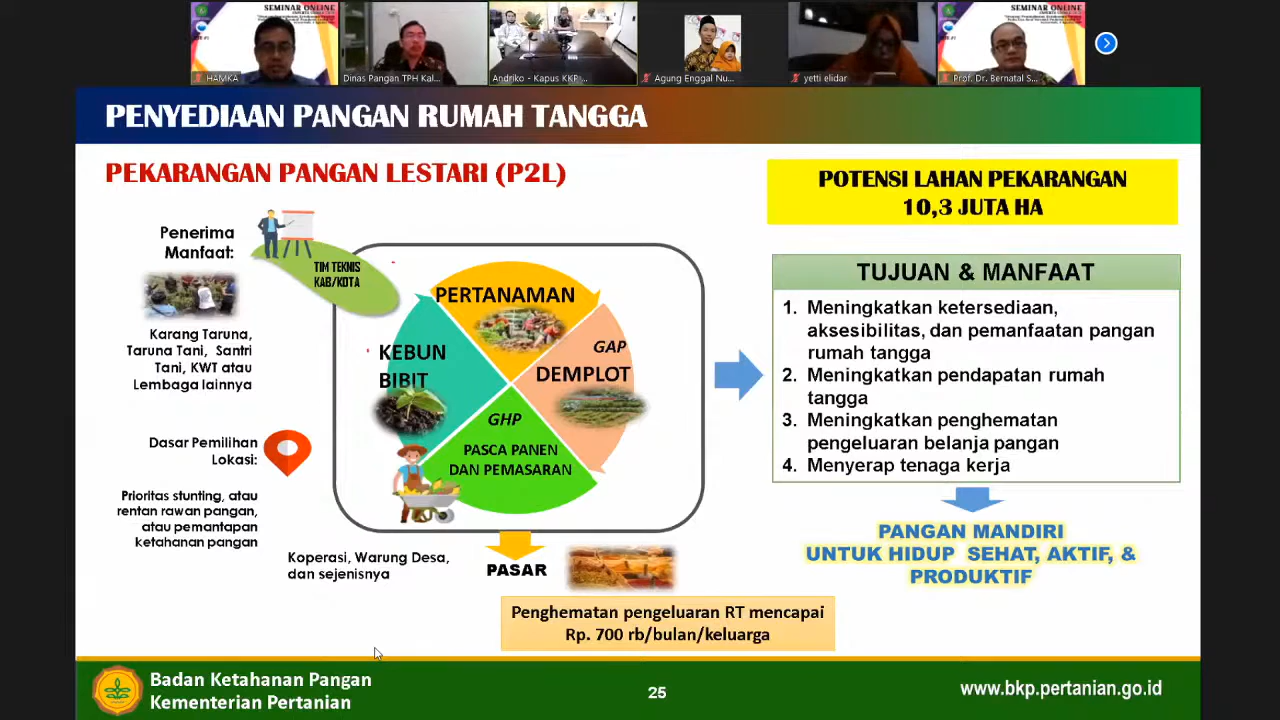 SEMINAR ONLINE
SEMINAR ONLINE
HAMKA
Dinas Pangan TPH Kal...
Andriko - Kapus KKP -...
Agung Enggal Nu...
yetti elidar
Prof. Dr. Bernatal S...
PENYEDIAAN PANGAN RUMAH TANGGA
PEKARANGAN PANGAN LESTARI (P2L)
Penerima
Manfaat:
TIM TEKNIS
KAB/KOTA
Karang Taruna,
Taruna Tani, Santri
Tani, KWT atau
Lembaga lainnya
Dasar Pemilihan
Lokasi:
Prioritas stunting, atau
rentan rawan pangan,
atau pemantapan
ketahanan pangan
PERTANAMAN
KEBUN
BIBIT
GAP
DEMPLOT
GHP
PASCA PANEN
DAN PEMASARAN
Koperasi, Warung Desa,
dan sejenisnya
PASAR
Penghematan pengeluaran RT mencapai
Rp. 700 rb/bulan/keluarga
POTENSI LAHAN PEKARANGAN
10,3 JUTA HA
TUJUAN & MANFAAT
1. Meningkatkan ketersediaan,
aksesibilitas, dan pemanfaatan pangan
rumah tangga
2. Meningkatkan pendapatan rumah
tangga
3. Meningkatkan penghematan
pengeluaran belanja pangan
4. Menyerap tenaga kerja
PANGAN MANDIRI
UNTUK HIDUP SEHAT, AKTIF, &
PRODUKTIF
Badan Ketahanan Pangan
Kementerian Pertanian
25
www.bkp.pertanian.go.id